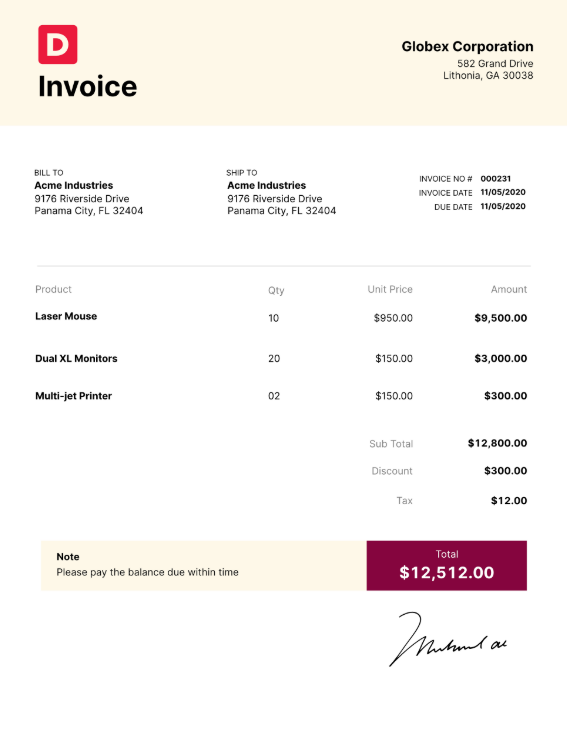 D
Invoice
Globex Corporation
582 Grand Drive
Lithonia, GA 30038
BILL TO
Acme Industries
9176 Riverside Drive
Panama City, FL 32404
SHIP TO
Acme Industries
9176 Riverside Drive
Panama City, FL 32404
INVOICE NO # 000231
INVOICE DATE 11/05/2020
DUE DATE 11/05/2020
Product Qty Unit Price Amount
Laser Mouse 10 $950.00 $9,500.00
Dual XL Monitors 20 $150.00 $3,000.00
Multi-jet Printer 02 $150.00 $300.00
Sub Total $12,800.00
Discount $300.00
Tax $12.00
Note
Please pay the balance due within time
Total
$12,512.00